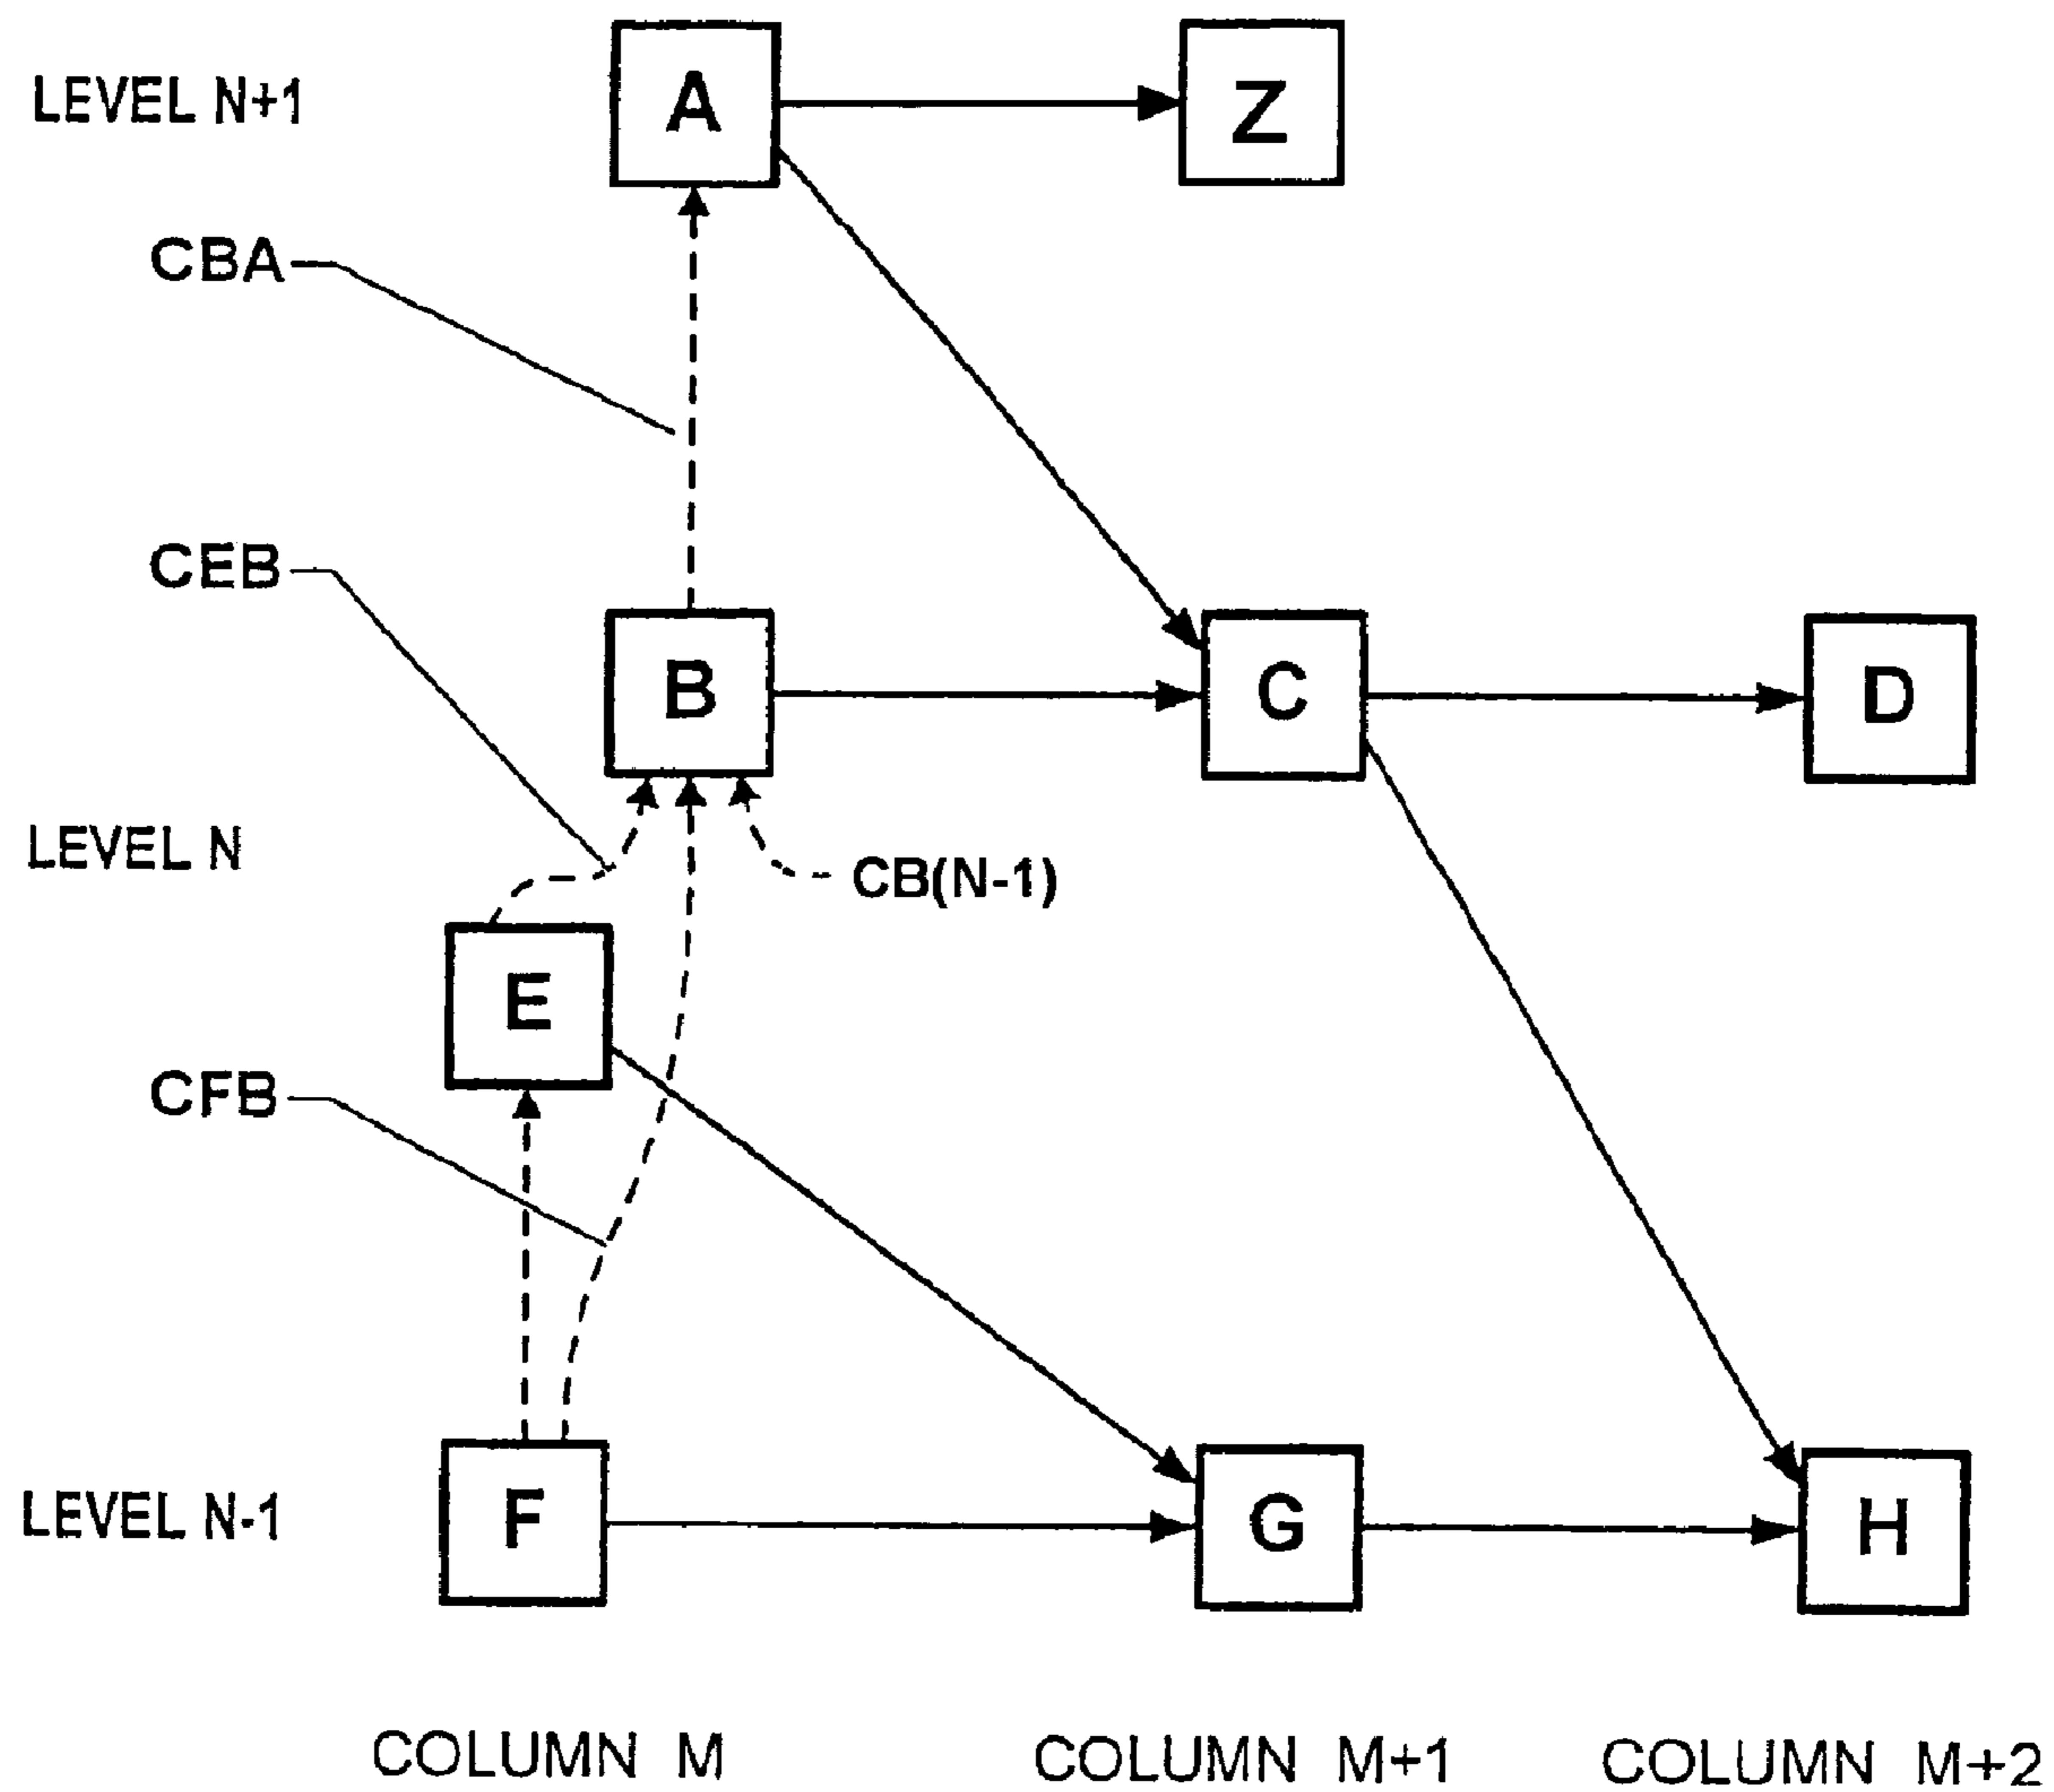 LEVEL N+1
A
Z
CBA
CEB
B
C
D
LEVEL N
CB(N-1)
E
CFB
LEVEL N-1
F
G
H
COLUMN M
COLUMN M+1
COLUMN M+2